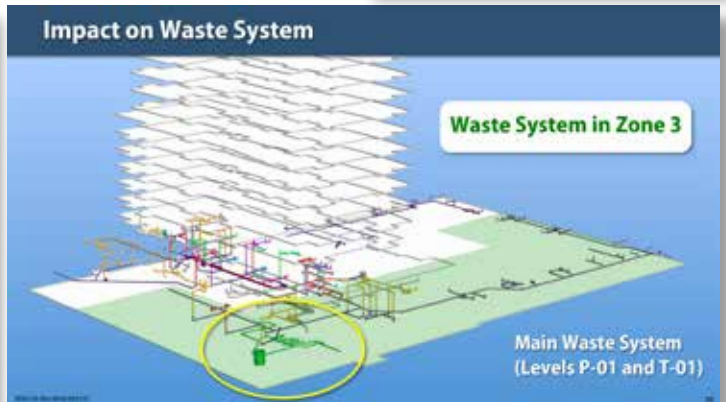 Impact on Waste System
Waste System in Zone 3
Main Waste System
(Levels P-01 and T-01)